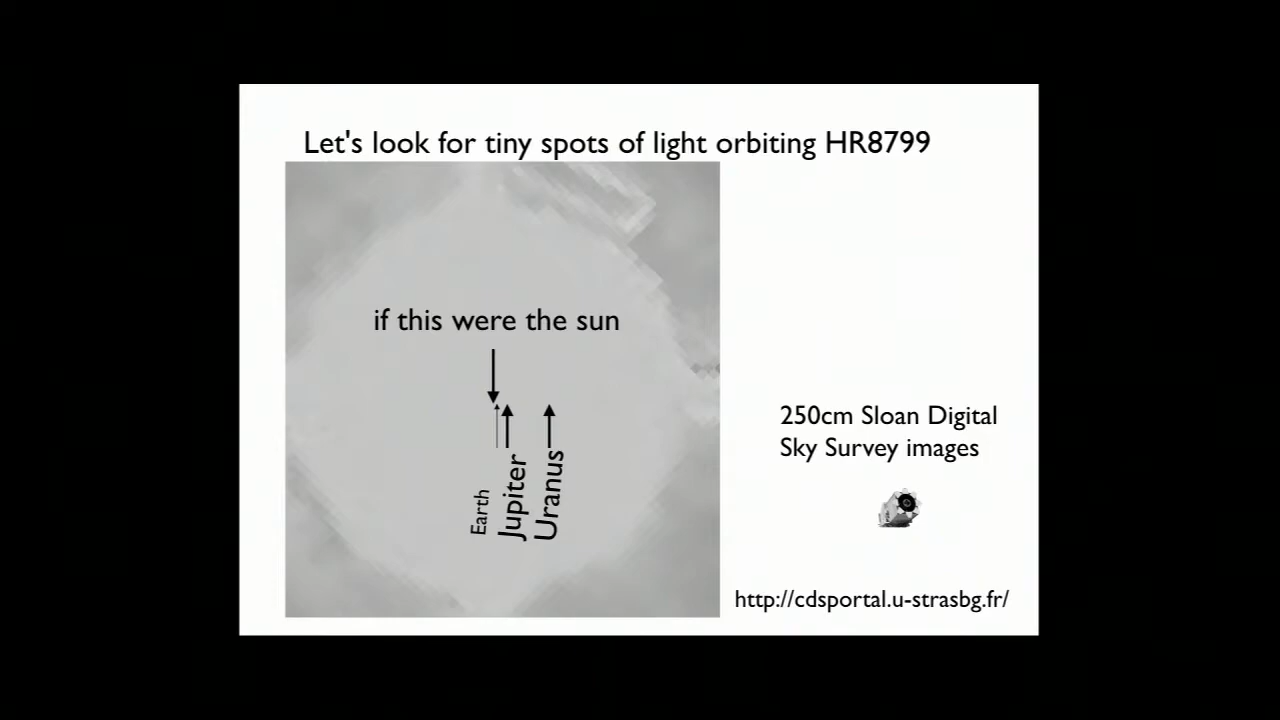 Let's look for tiny spots of light orbiting HR8799
if this were the sun
Earth
Jupiter
Uranus
250cm Sloan Digital
Sky Survey images
http://cdsportal.u-strasbg.fr/